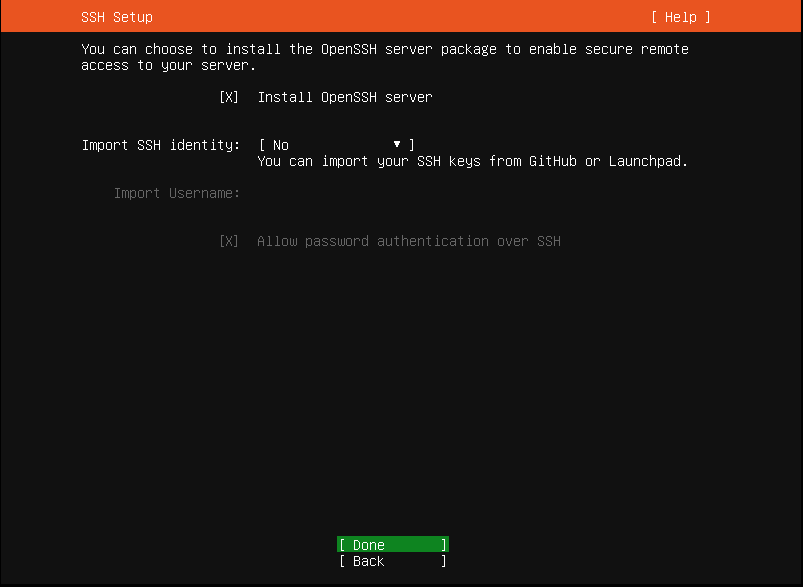 SSH Setup [ Help ]
You can choose to install the OpenSSH server package to enable secure remote
access to your server.
[X] Install OpenSSH server
Import SSH identity: [ No ▼ ]
You can import your SSH keys from GitHub or Launchpad.
Import Username:
[X] Allow password authentication over SSH
[ Done ]
[ Back ]